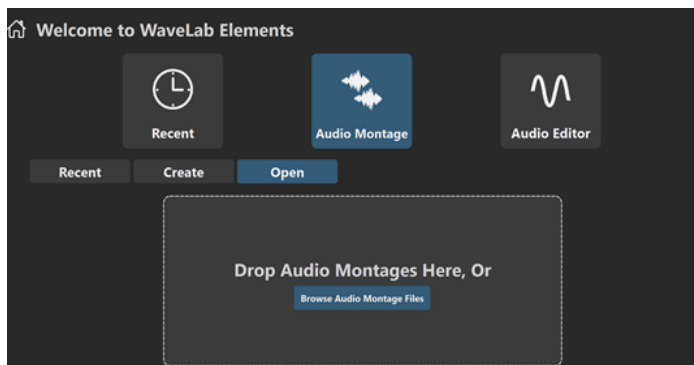 Welcome to WaveLab Elements
Recent
Audio Montage
Audio Editor
Recent
Create
Open
Drop Audio Montages Here, Or
Browse Audio Montage Files